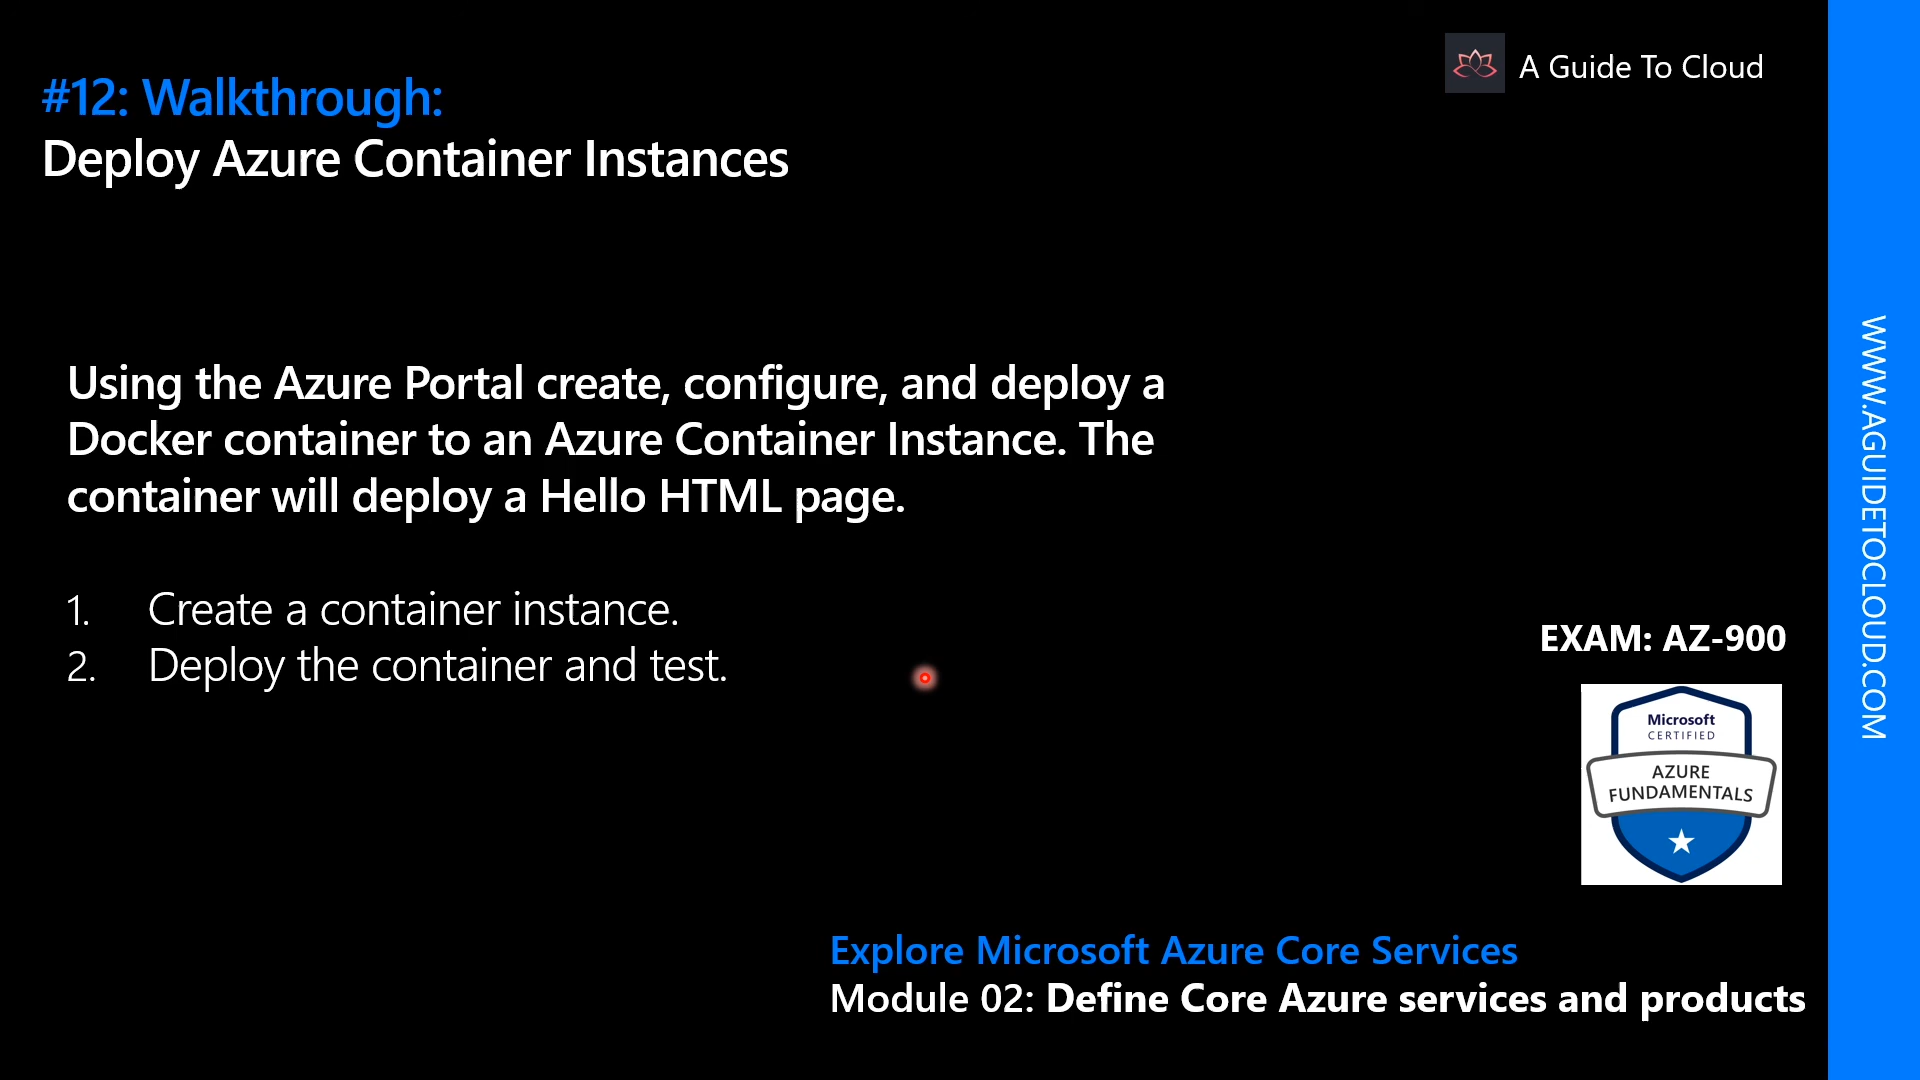 #12: Walkthrough:
Deploy Azure Container Instances
A Guide To Cloud
Using the Azure Portal create, configure, and deploy a
Docker container to an Azure Container Instance. The
container will deploy a Hello HTML page.
1. Create a container instance.
2. Deploy the container and test.
EXAM: AZ-900
Microsoft
CERTIFIED
AZURE
FUNDAMENTALS
Explore Microsoft Azure Core Services
Module 02: Define Core Azure services and products
WWW.AGUIDETOCLOUD.COM